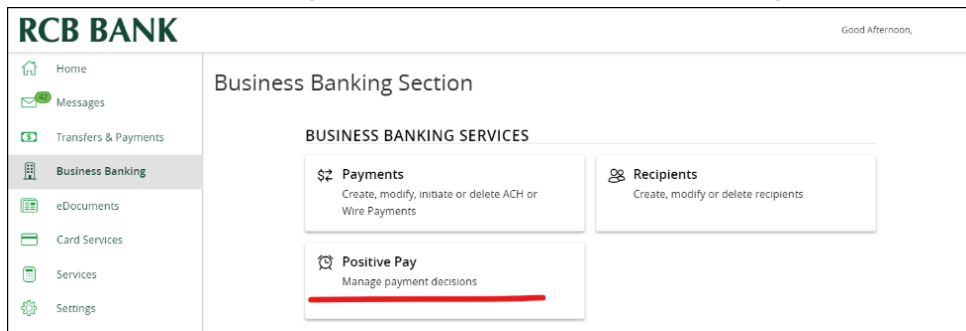 RCB BANK
Good Afternoon,
Home
42
Messages
Transfers & Payments
Business Banking
eDocuments
Card Services
Services
Settings
Business Banking Section
BUSINESS BANKING SERVICES
Payments
Create, modify, initiate or delete ACH or
Wire Payments
Recipients
Create, modify or delete recipients
Positive Pay
Manage payment decisions